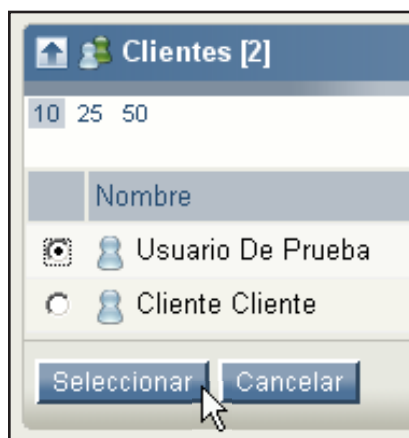 Clientes [2]
10 25 50
Nombre
Usuario De Prueba
Cliente Cliente
Seleccionar Cancelar